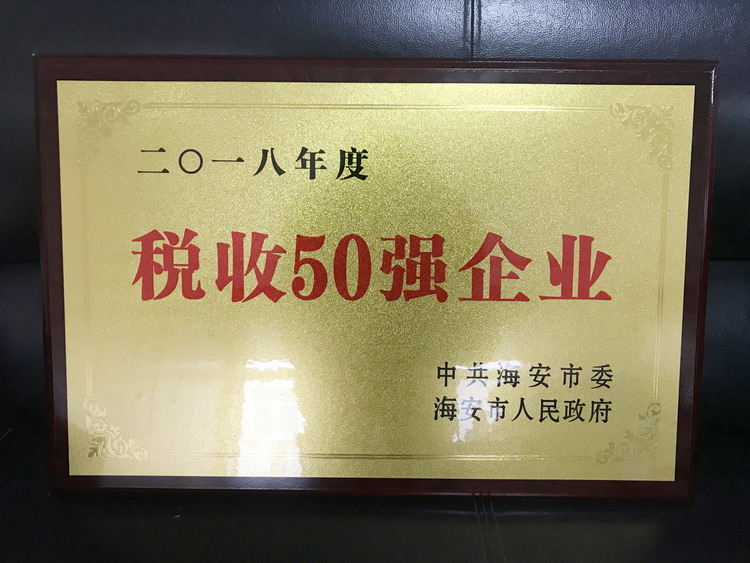 二〇一八年度
税收50强企业
中共海安市委
海安市人民政府